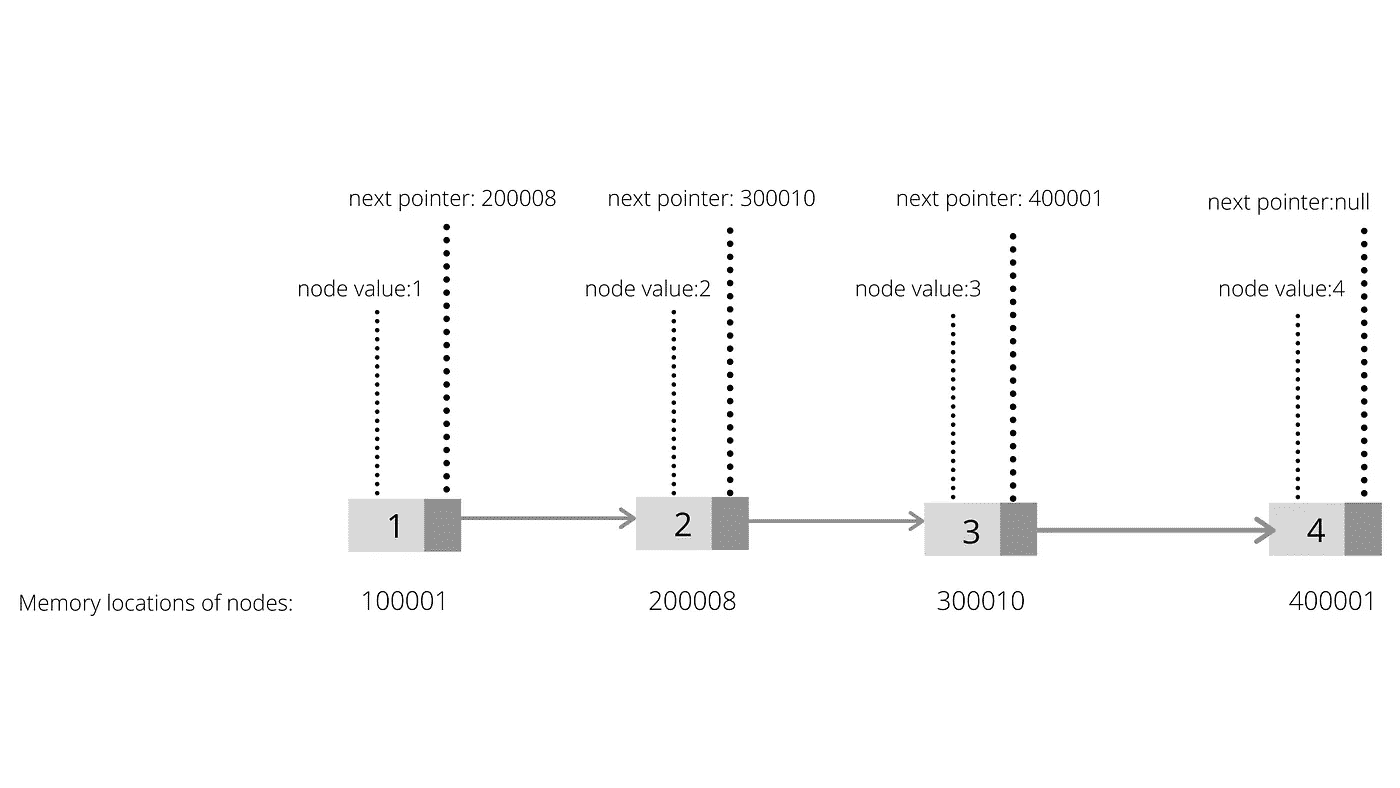 next pointer: 200008
next pointer: 300010
next pointer: 400001
next pointer:null
node value:1
node value:2
node value:3
node value:4
1
2
3
4
Memory locations of nodes:
100001
200008
300010
400001